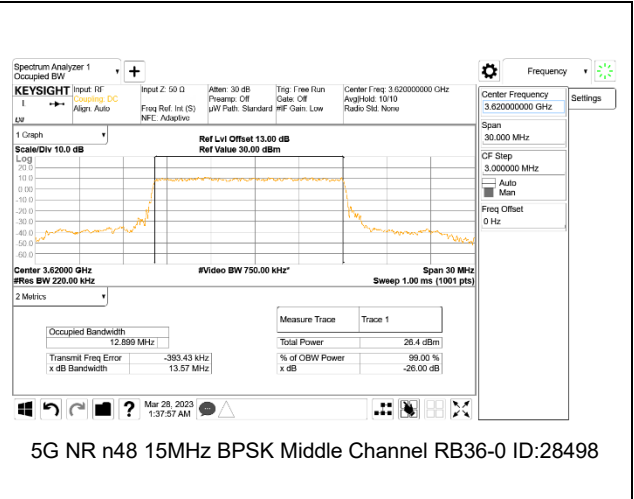 Spectrum Analyzer 1
Occupied BW
Frequency
KEYSIGHT
Input: RF
Coupling: DC
Align: Auto
Input Z: 50 Ω
Freq Ref: Int (S)
NFE: Adaptive
Atten: 30 dB
Preamp: Off
µW Path: Standard
Trig: Free Run
Gate: Off
#IF Gain: Low
Center Freq: 3.620000000 GHz
Avg|Hold: 10/10
Radio Std: None
Center Frequency
3.620000000 GHz
Settings
Span
30.000 MHz
CF Step
3.000000 MHz
Auto
Man
Freq Offset
0 Hz
1 Graph
Scale/Div 10.0 dB
Ref Lvl Offset 13.00 dB
Ref Value 30.00 dBm
Log
20.0
10.0
0.00
-10.0
-20.0
-30.0
-40.0
-50.0
-60.0
Center 3.62000 GHz
#Video BW 750.00 kHz*
Span 30 MHz
#Res BW 220.00 kHz
Sweep 1.00 ms (1001 pts)
2 Metrics
Measure Trace
Trace 1
Occupied Bandwidth
12.899 MHz
Total Power
26.4 dBm
Transmit Freq Error
-393.43 kHz
% of OBW Power
99.00 %
x dB Bandwidth
13.57 MHz
x dB
-26.00 dB
Mar 28, 2023
1:37:57 AM
5G NR n48 15MHz BPSK Middle Channel RB36-0 ID:28498